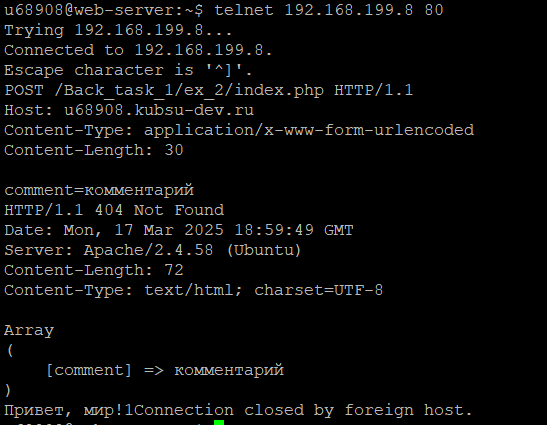 u68908@web-server:~$ telnet 192.168.199.8 80
Trying 192.168.199.8...
Connected to 192.168.199.8.
Escape character is '^]'.
POST /Back_task_1/ex_2/index.php HTTP/1.1
Host: u68908.kubsu-dev.ru
Content-Type: application/x-www-form-urlencoded
Content-Length: 30

comment=комментарий
HTTP/1.1 404 Not Found
Date: Mon, 17 Mar 2025 18:59:49 GMT
Server: Apache/2.4.58 (Ubuntu)
Content-Length: 72
Content-Type: text/html; charset=UTF-8

Array
(
    [comment] => комментарий
)
Привет, мир!1Connection closed by foreign host.